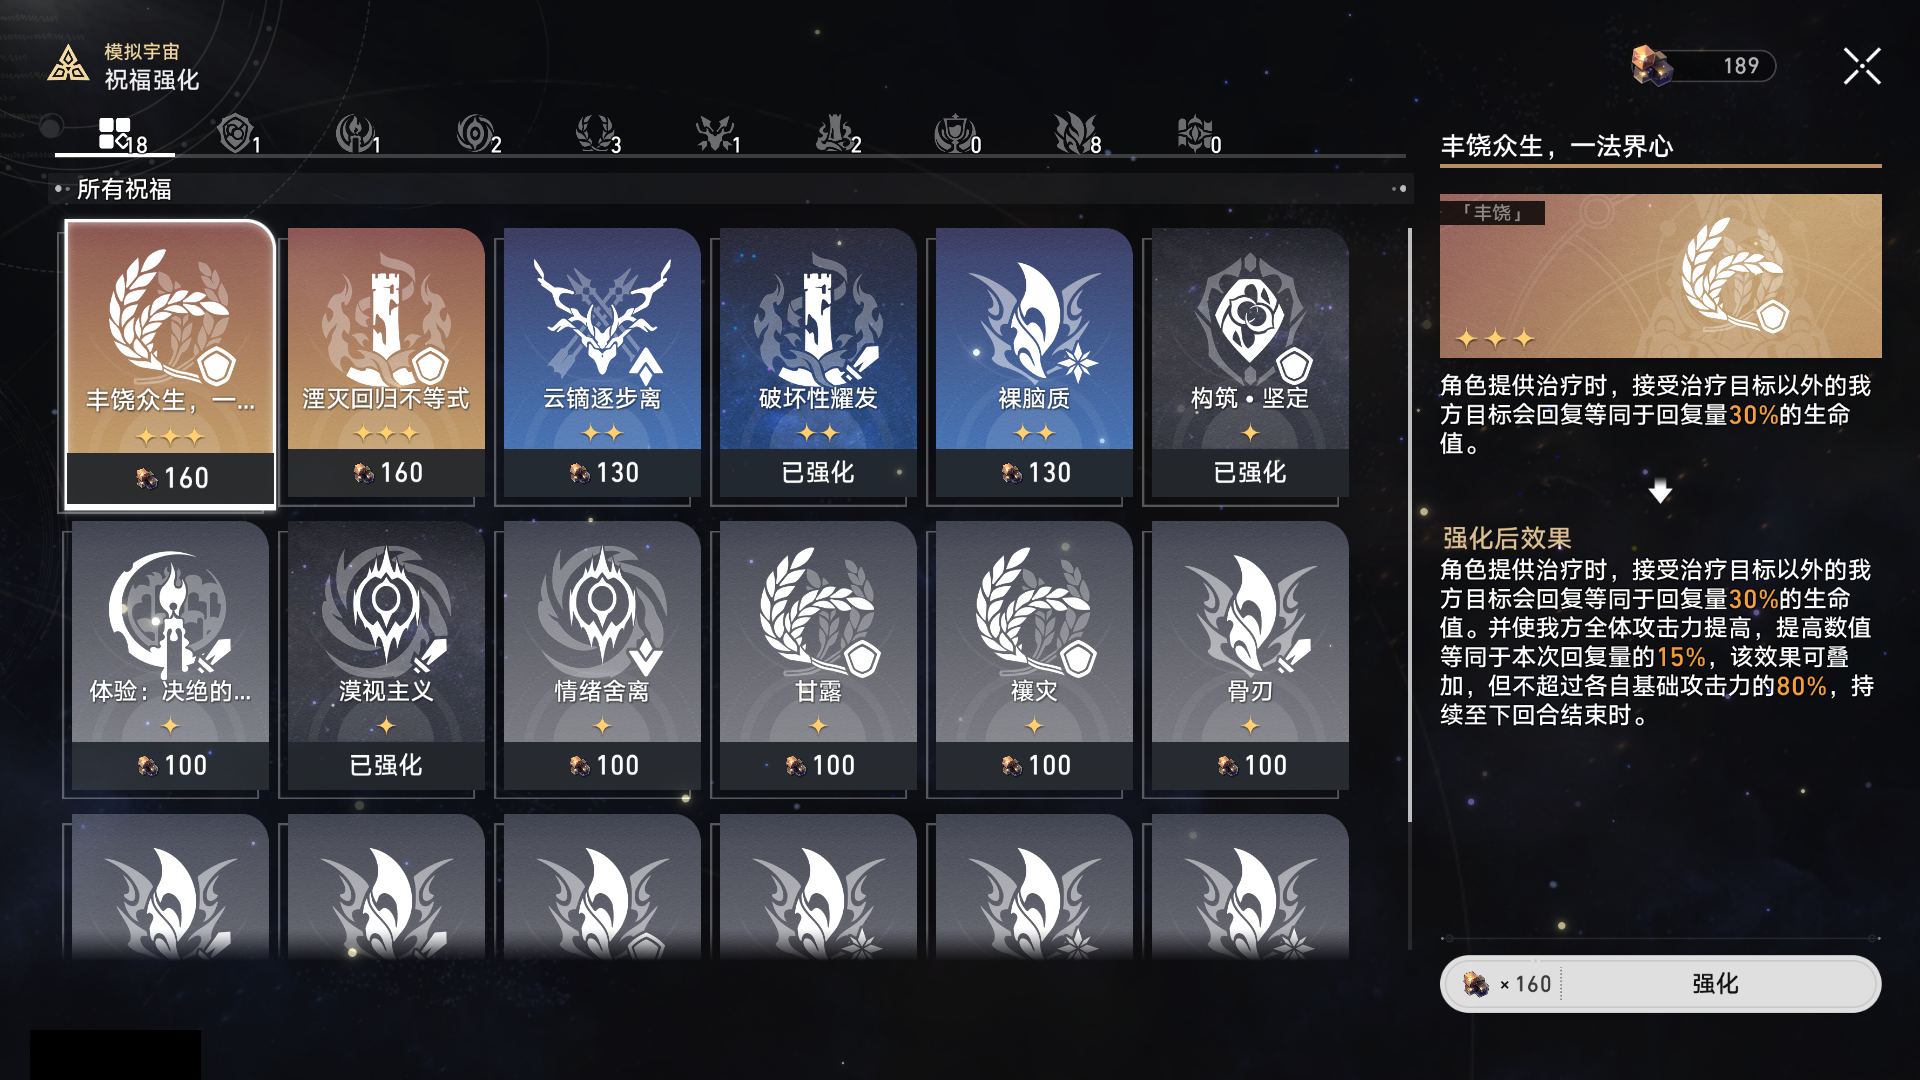 模拟宇宙
祝福强化
189
18
1
1
2
3
1
2
0
8
0
所有祝福
丰饶众生，一...
160
湮灭回归不等式
160
云镝逐步离
130
破坏性耀发
已强化
裸脑质
130
构筑•坚定
已强化
体验：决绝的...
100
漠视主义
已强化
情绪舍离
100
甘露
100
禳灾
100
骨刃
100
丰饶众生，一法界心
「丰饶」
角色提供治疗时，接受治疗目标以外的我
方目标会回复等同于回复量30%的生命
值。
强化后效果
角色提供治疗时，接受治疗目标以外的我
方目标会回复等同于回复量30%的生命
值。并使我方全体攻击力提高，提高数值
等同于本次回复量的15%，该效果可叠
加，但不超过各自基础攻击力的80%，持
续至下回合结束时。
×160
强化